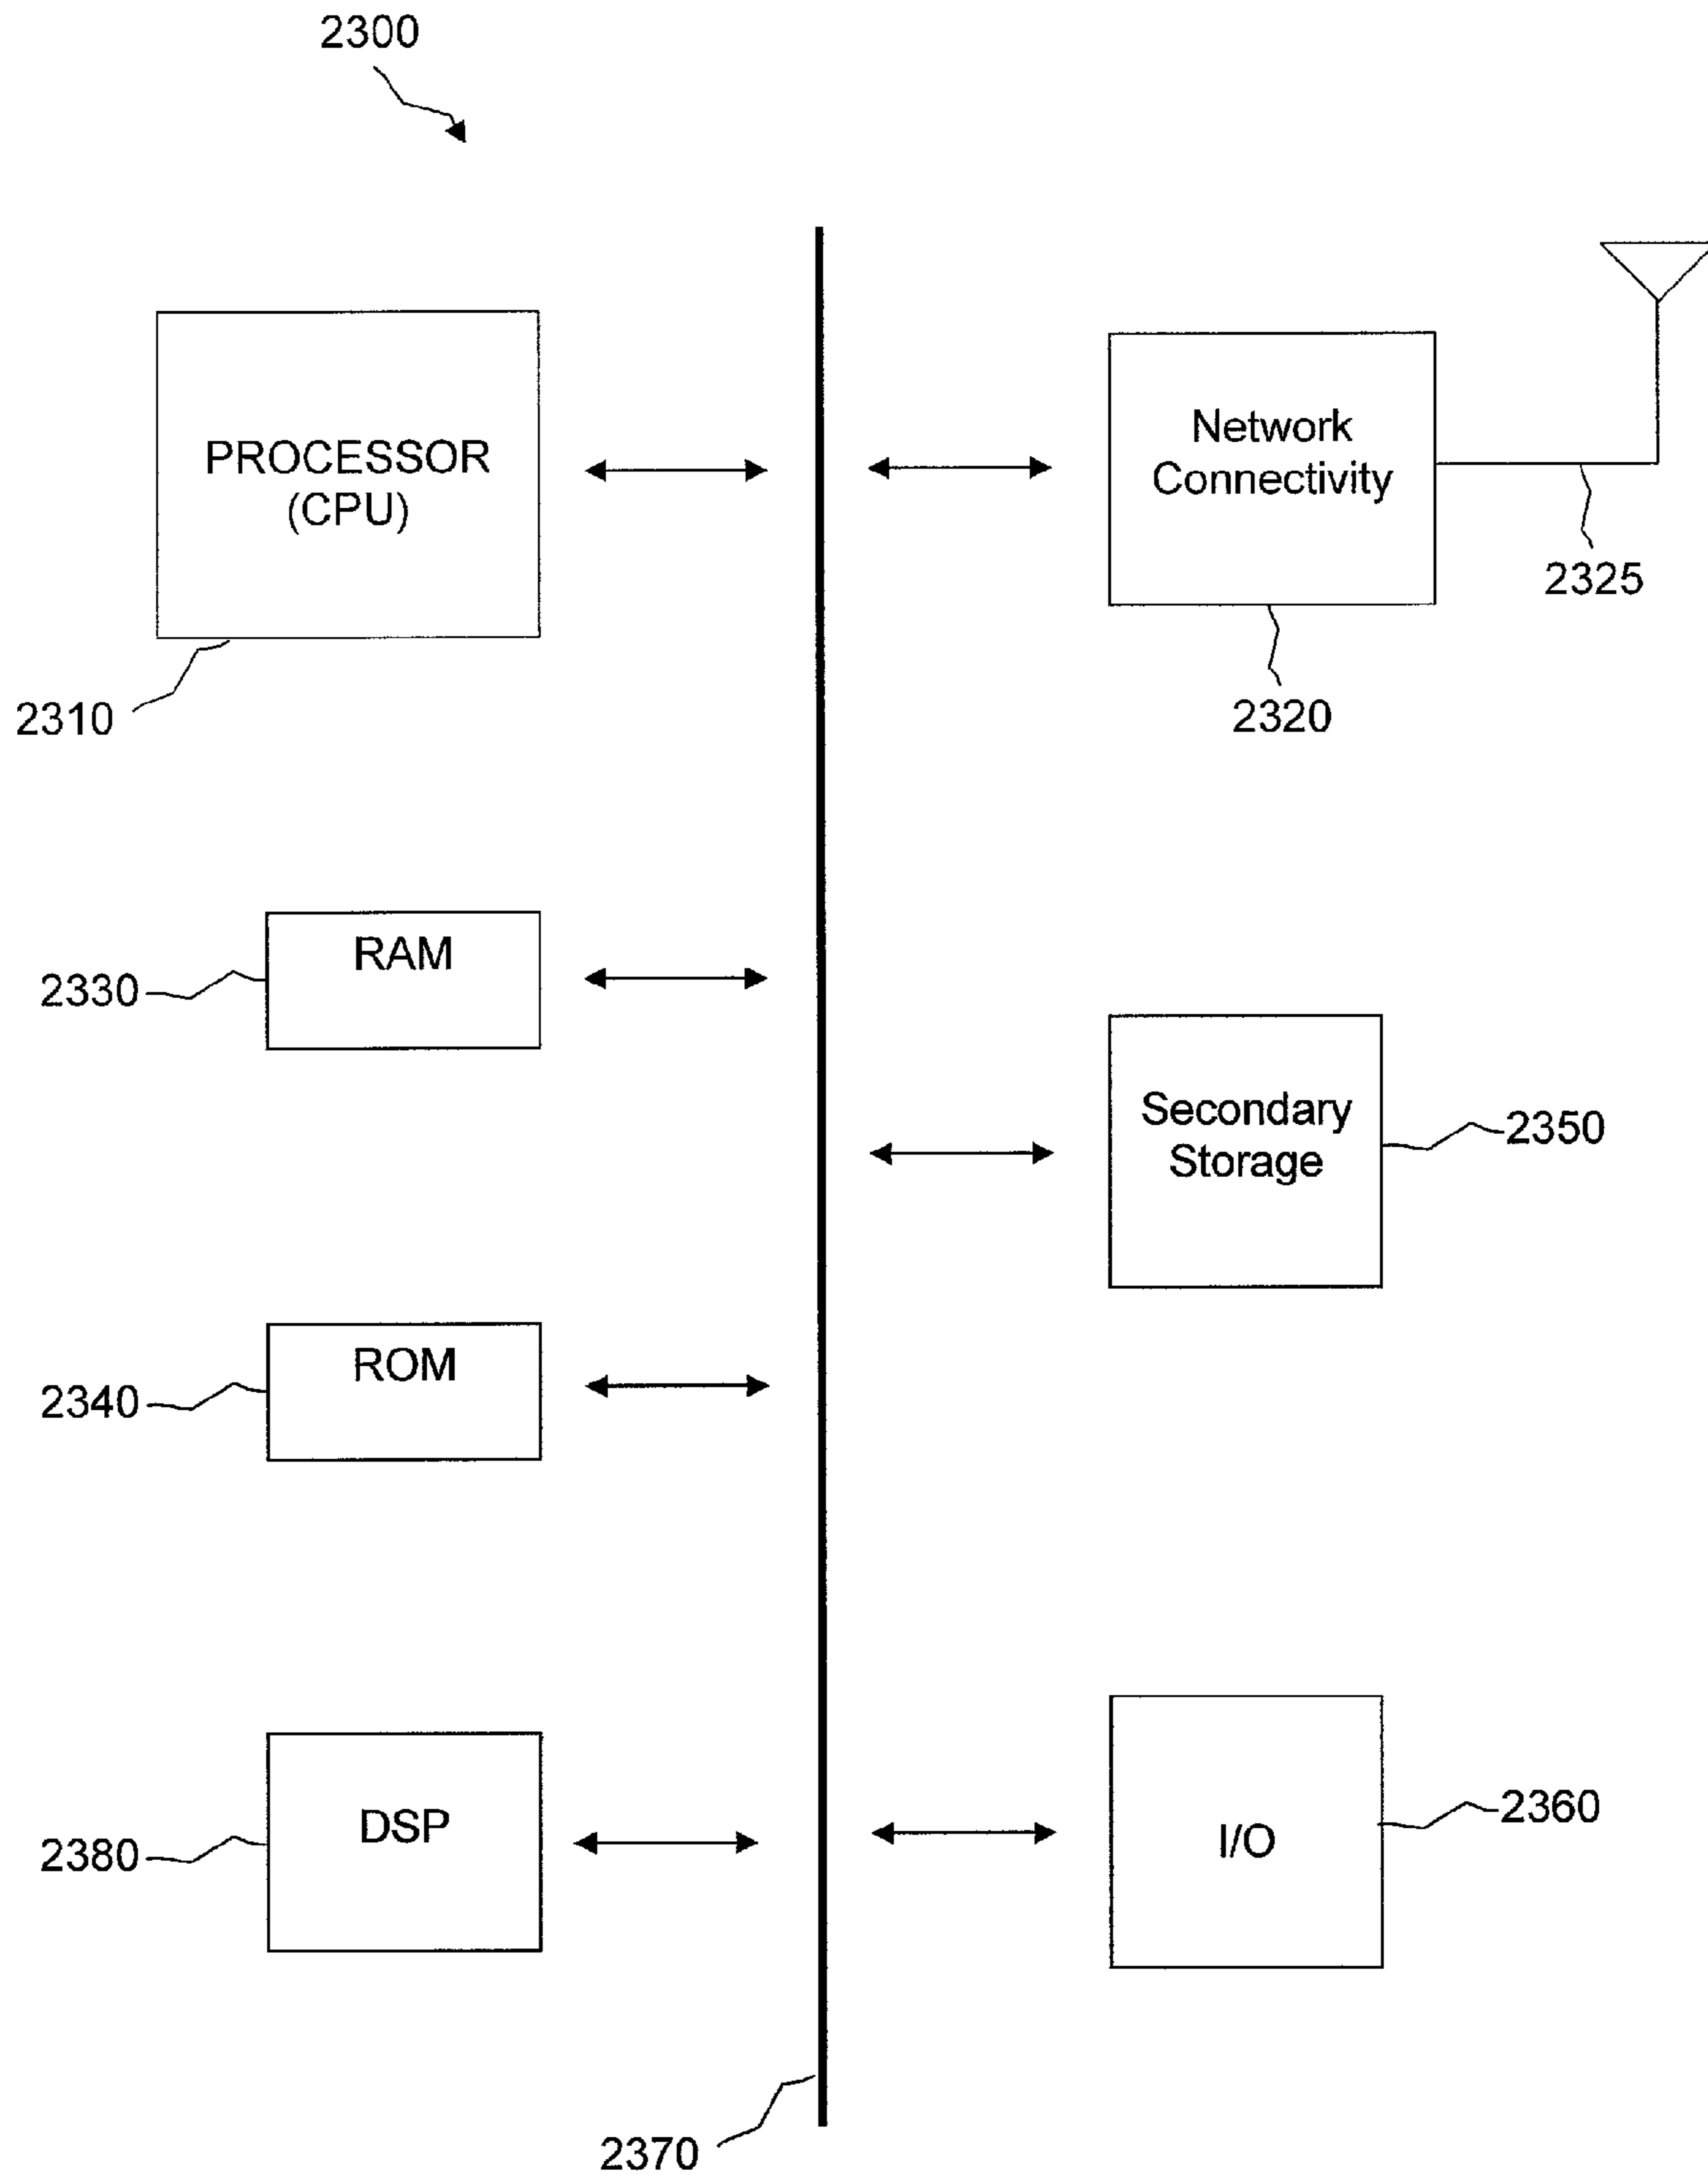 2300
PROCESSOR
(CPU)
2310
Network
Connectivity
2325
2320
RAM
2330
Secondary
Storage
2350
ROM
2340
DSP
2380
I/O
2360
2370